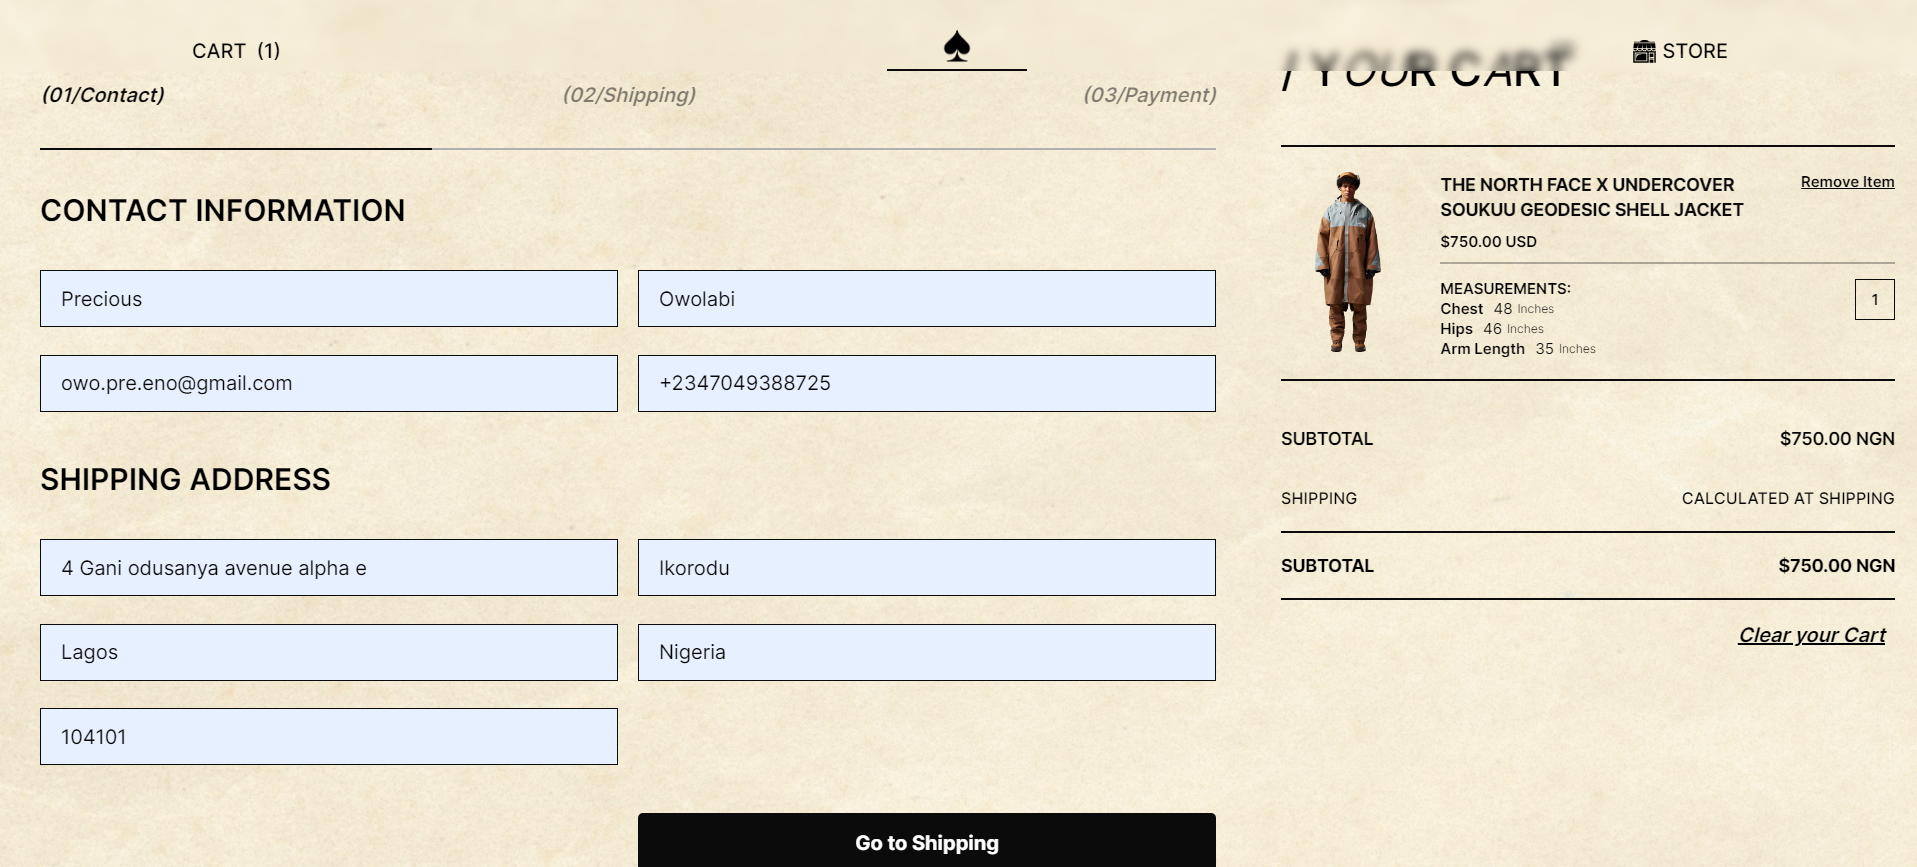 CART (1)
STORE
(01/Contact)
(02/Shipping)
(03/Payment)
CONTACT INFORMATION
Precious
Owolabi
owo.pre.eno@gmail.com
+2347049388725
SHIPPING ADDRESS
4 Gani odusanya avenue alpha e
Ikorodu
Lagos
Nigeria
104101
Go to Shipping
/ YOUR CART
THE NORTH FACE X UNDERCOVER
SOUKUU GEODESIC SHELL JACKET
Remove Item
$750.00 USD
MEASUREMENTS:
Chest 48 Inches
Hips 46 Inches
Arm Length 35 Inches
1
SUBTOTAL $750.00 NGN
SHIPPING CALCULATED AT SHIPPING
SUBTOTAL $750.00 NGN
Clear your Cart